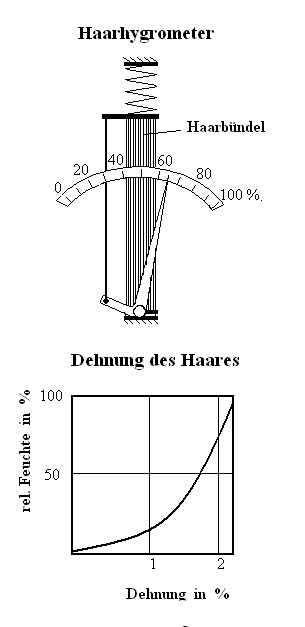 Haarhygrometer
Haarbündel
0 20 40 60 80 100 %.
Dehnung des Haares
rel. Feuchte in %
100
50
1 2
Dehnung in %